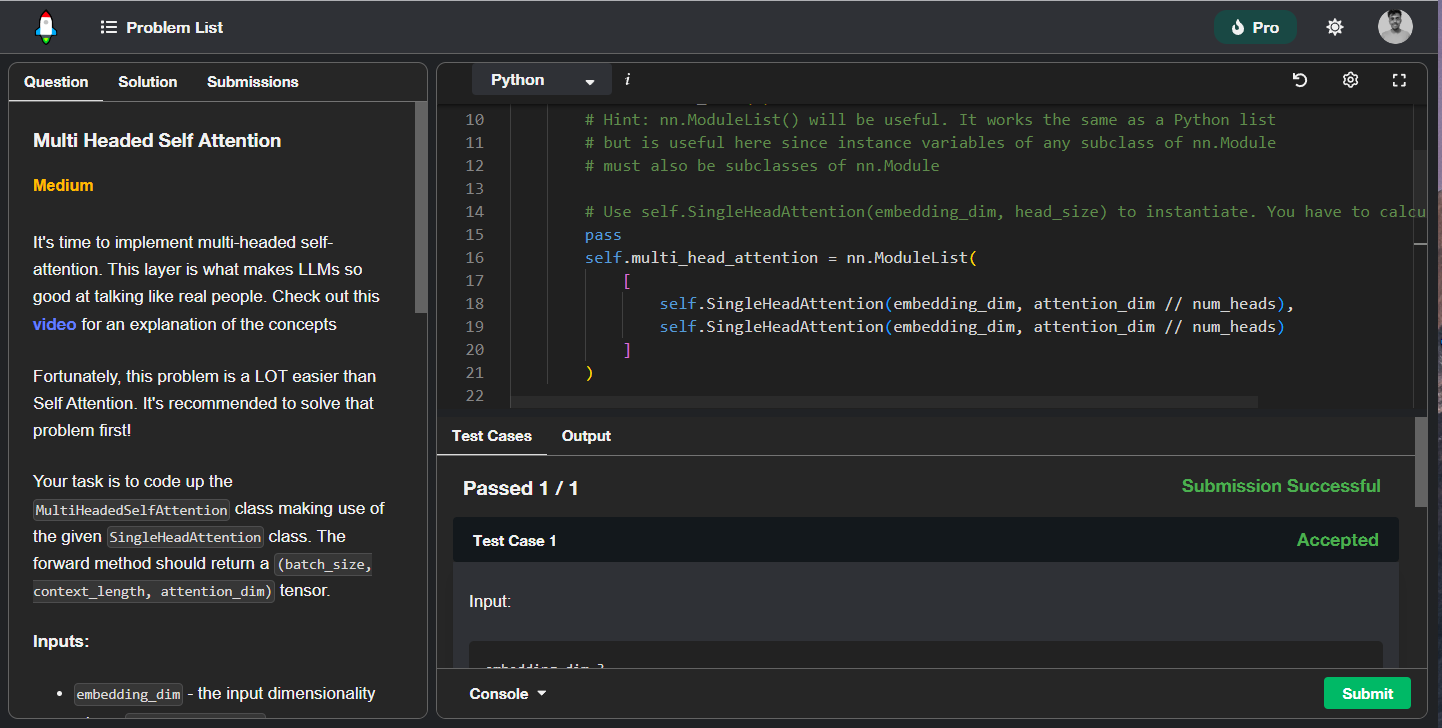 Problem List
Pro
Question Solution Submissions
Multi Headed Self Attention
Medium
It's time to implement multi-headed self-
attention. This layer is what makes LLMs so
good at talking like real people. Check out this
video for an explanation of the concepts
Fortunately, this problem is a LOT easier than
Self Attention. It's recommended to solve that
problem first!
Your task is to code up the
MultiHeadedSelfAttention class making use of
the given SingleHeadAttention class. The
forward method should return a (batch_size,
context_length, attention_dim) tensor.
Inputs:
• embedding_dim - the input dimensionality
Python i
10 # Hint: nn.ModuleList() will be useful. It works the same as a Python list
11 # but is useful here since instance variables of any subclass of nn.Module
12 # must also be subclasses of nn.Module
13
14 # Use self.SingleHeadAttention(embedding_dim, head_size) to instantiate. You have to calcu
15 pass
16 self.multi_head_attention = nn.ModuleList(
17 [
18 self.SingleHeadAttention(embedding_dim, attention_dim // num_heads),
19 self.SingleHeadAttention(embedding_dim, attention_dim // num_heads)
20 ]
21 )
22
Test Cases Output
Passed 1 / 1 Submission Successful
Test Case 1 Accepted
Input:
Console Submit